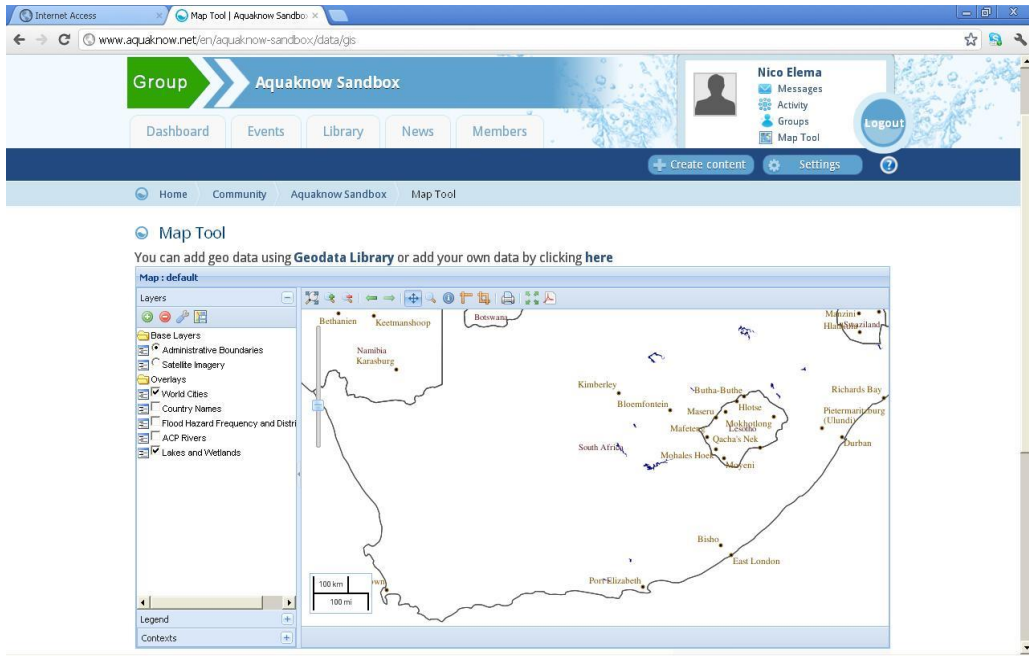 Internet Access
Map Tool | Aquaknow Sandbo
www.aquaknow.net/en/aquaknow-sandbox/data/gis
Group
Aquaknow Sandbox
Nico Elema
Messages
Activity
Groups
Map Tool
Logout
Dashboard Events Library News Members
Create content Settings ?
Home Community Aquaknow Sandbox Map Tool
Map Tool
You can add geo data using Geodata Library or add your own data by clicking here
Map : default
Layers
Base Layers
Administrative Boundaries
Satellite Imagery
Overlays
World Cities
Country Names
Flood Hazard Frequency and Distri
ACP Rivers
Lakes and Wetlands
Legend
Contexts
Bethanien
Keetmanshoop
Botswana
Manzini
Swaziland
Namibia
Karasburg
Kimberley
Butha-Buthe
Richards Bay
Bloemfontein
Maseru
Hlotse
Pietermaritzburg
(Ulundi)
Mafeteng
Mokhotlong
Lesotho
Qacha's Nek
Durban
South Africa
Mohales Hoek
Moyeni
Bisho
East London
Port Elizabeth
100 km
100 mi